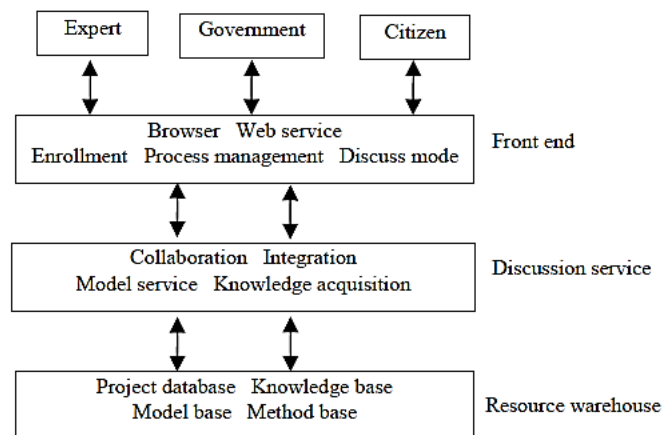 Expert
Government
Citizen
Browser Web service
Enrollment Process management Discuss mode
Front end
Collaboration Integration
Model service Knowledge acquisition
Discussion service
Project database Knowledge base
Model base Method base
Resource warehouse